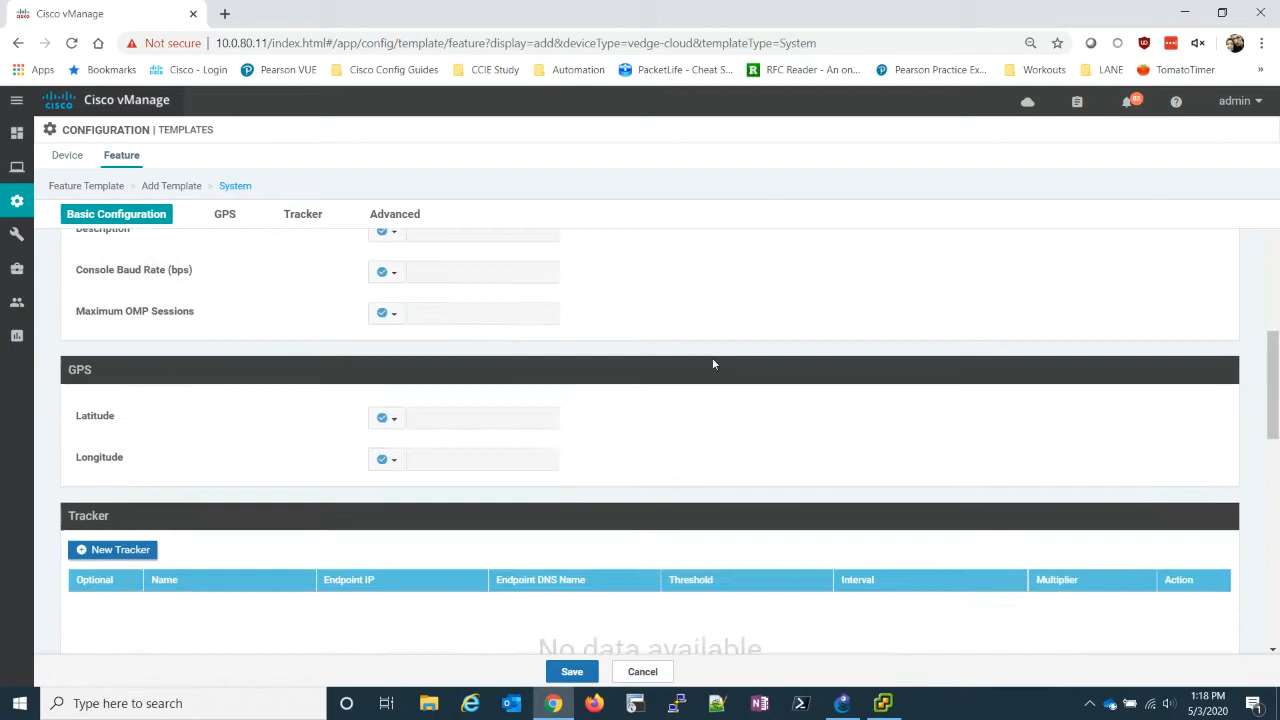 Cisco vManage
Not secure 10.0.80.11/index.html#/app/config/template/feature?display=add&deviceType=vedge-cloud&templateType=System
Apps Bookmarks Cisco - Login Pearson VUE Cisco Config Guides CCIE Study Automation PacketLife - Cheat S... RFC Reader - An on... Pearson Practice Ex... Workouts LANE TomatoTimer »
Cisco vManage 83 admin
CONFIGURATION | TEMPLATES
Device Feature
Feature Template > Add Template > System
Basic Configuration GPS Tracker Advanced
Description
Console Baud Rate (bps)
Maximum OMP Sessions
GPS
Latitude
Longitude
Tracker
New Tracker
Optional Name Endpoint IP Endpoint DNS Name Threshold Interval Multiplier Action
No data available
Save Cancel
Type here to search
1:18 PM
5/3/2020